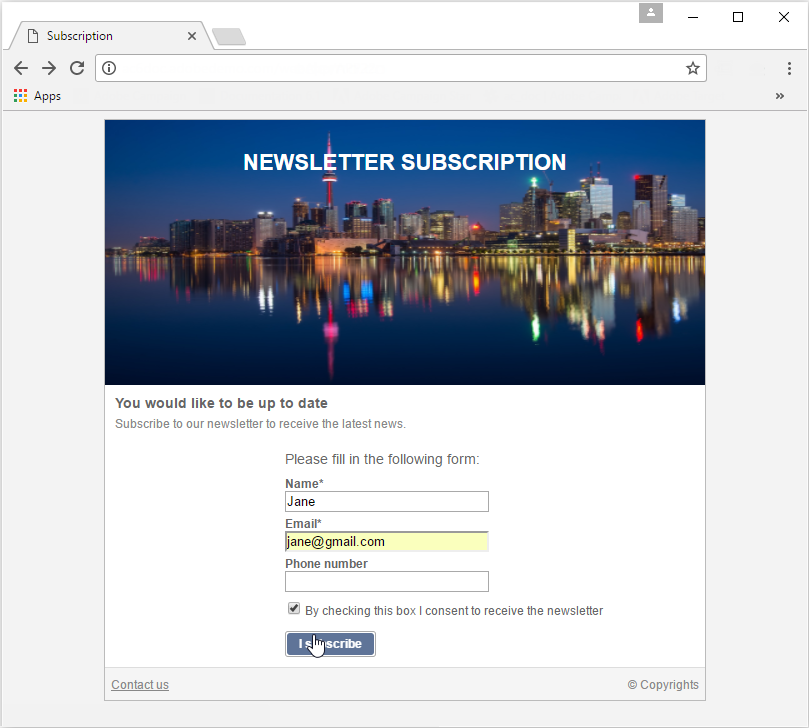 Subscription
Apps
NEWSLETTER SUBSCRIPTION
You would like to be up to date
Subscribe to our newsletter to receive the latest news.
Please fill in the following form:
Name*
Jane
Email*
jane@gmail.com
Phone number
By checking this box I consent to receive the newsletter
I subscribe
Contact us
© Copyrights